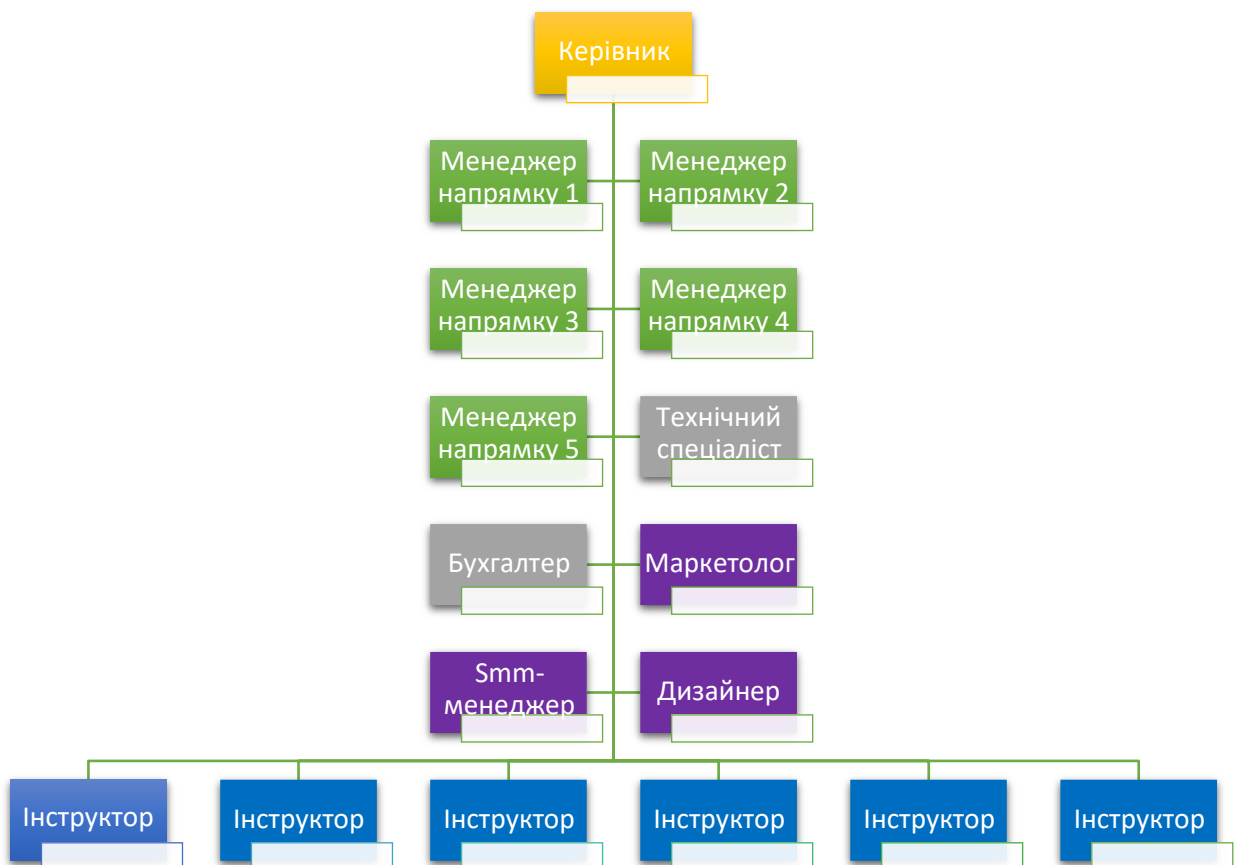 Керівник
Менеджер
напрямку 1
Менеджер
напрямку 2
Менеджер
напрямку 3
Менеджер
напрямку 4
Менеджер
напрямку 5
Технічний
спеціаліст
Бухгалтер
Маркетолог
Smm-
менеджер
Дизайнер
Інструктор
Інструктор
Інструктор
Інструктор
Інструктор
Інструктор